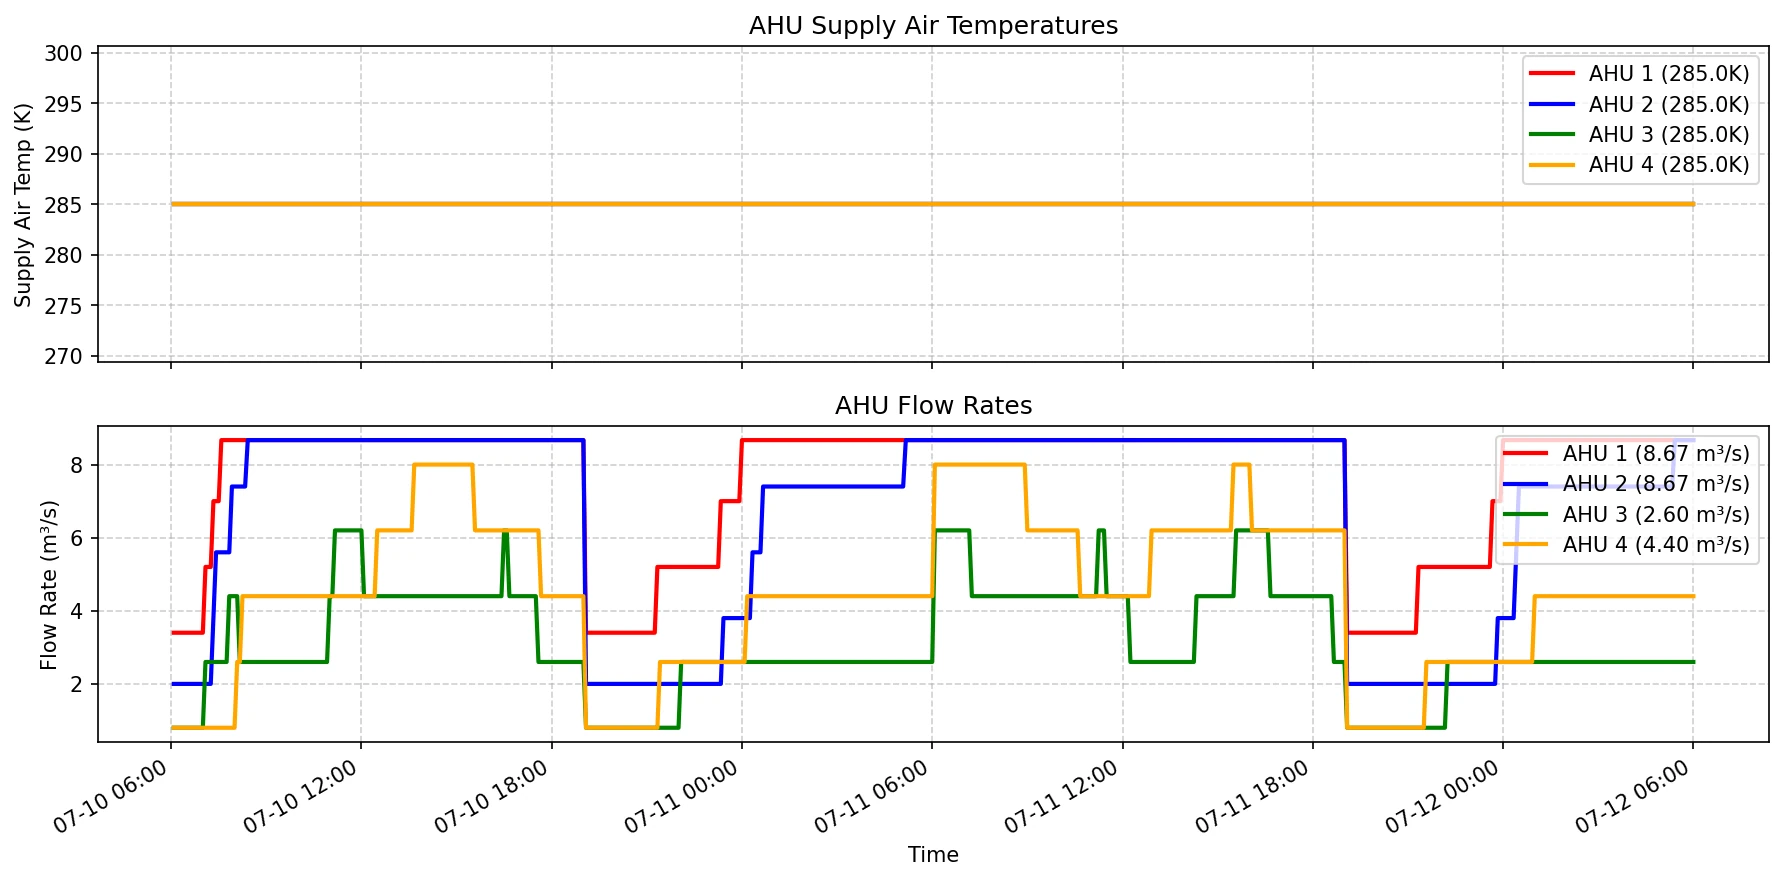 AHU Supply Air Temperatures
Supply Air Temp (K)
300
295
290
285
280
275
270
AHU 1 (285.0K)
AHU 2 (285.0K)
AHU 3 (285.0K)
AHU 4 (285.0K)
AHU Flow Rates
Flow Rate (m³/s)
8
6
4
2
AHU 1 (8.67 m³/s)
AHU 2 (8.67 m³/s)
AHU 3 (2.60 m³/s)
AHU 4 (4.40 m³/s)
07-10 06:00
07-10 12:00
07-10 18:00
07-11 00:00
07-11 06:00
07-11 12:00
07-11 18:00
07-12 00:00
07-12 06:00
Time